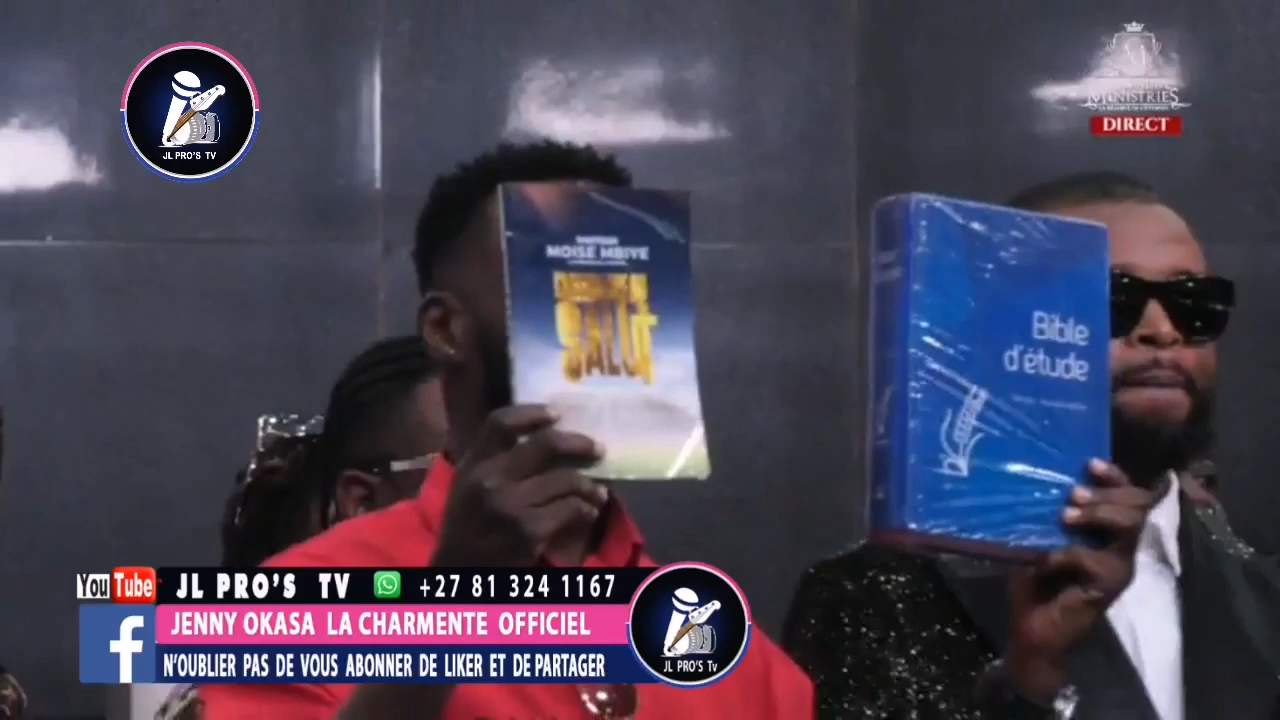 JL PRO'S TV
MINISTRIES
DIRECT
MOISE MBIYE
SALUT
Bible
d'étude
YouTube JL PRO'S TV +27 81 324 1167
JENNY OKASA LA CHARMENTE OFFICIEL
N'OUBLIER PAS DE VOUS ABONNER DE LIKER ET DE PARTAGER
JL PRO'S Tv